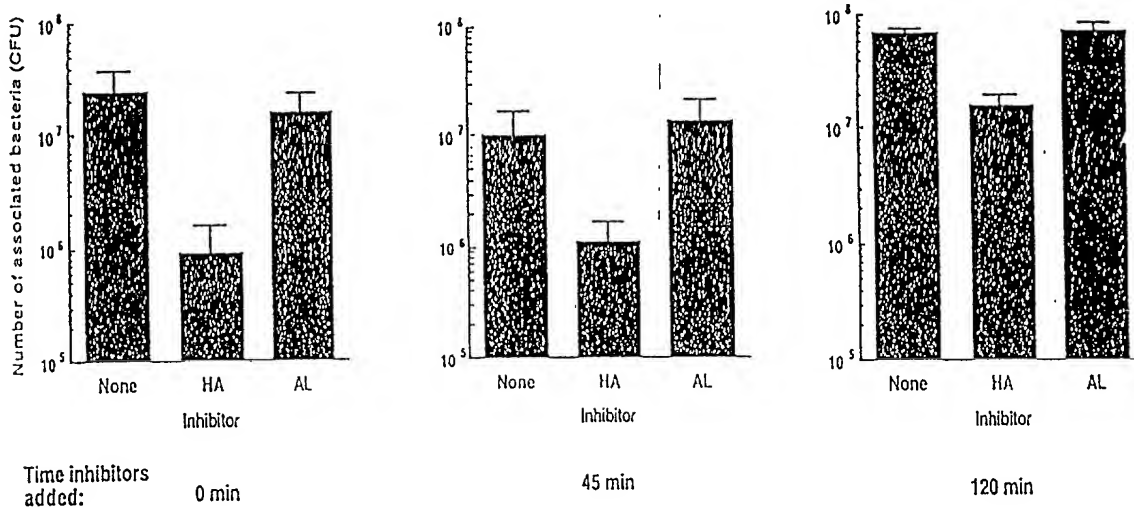 Number of associated bacteria (CFU)
10⁸
10⁷
10⁶
10⁵
None HA AL
Inhibitor
10⁸
10⁷
10⁶
10⁵
None HA AL
Inhibitor
10⁸
10⁷
10⁶
10⁵
None HA AL
Inhibitor
Time inhibitors
added: 0 min 45 min 120 min